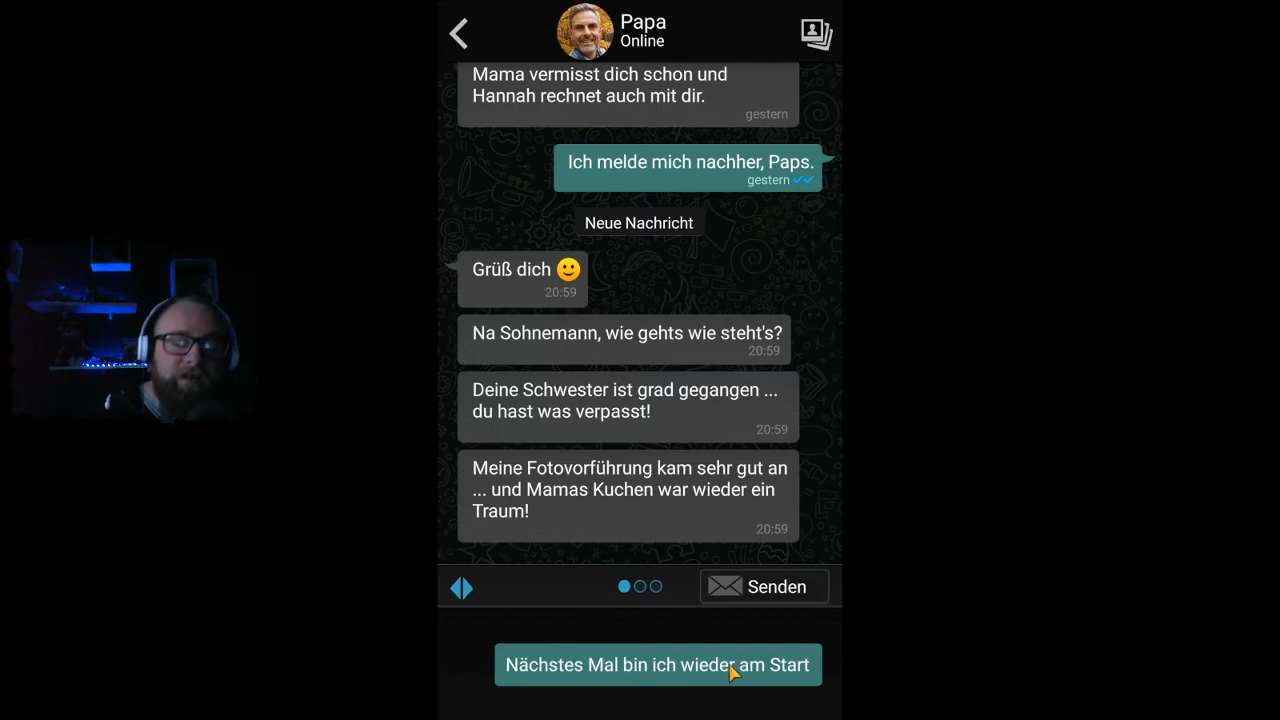 Papa
Online
Mama vermisst dich schon und
Hannah rechnet auch mit dir.
gestern
Ich melde mich nachher, Paps.
gestern
Neue Nachricht
Grüß dich 🙂
20:59
Na Sohnemann, wie gehts wie steht's?
20:59
Deine Schwester ist grad gegangen ...
du hast was verpasst!
20:59
Meine Fotovorführung kam sehr gut an
... und Mamas Kuchen war wieder ein
Traum!
20:59
Senden
Nächstes Mal bin ich wieder am Start